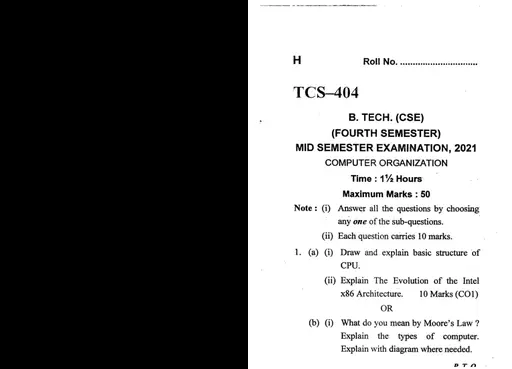 H Roll No. ...............................
TCS–404
B. TECH. (CSE)
(FOURTH SEMESTER)
MID SEMESTER EXAMINATION, 2021
COMPUTER ORGANIZATION
Time : 1½ Hours
Maximum Marks : 50
Note : (i) Answer all the questions by choosing
any one of the sub-questions.
(ii) Each question carries 10 marks.
1. (a) (i) Draw and explain basic structure of
CPU.
(ii) Explain The Evolution of the Intel
x86 Architecture. 10 Marks (CO1)
OR
(b) (i) What do you mean by Moore's Law ?
Explain the types of computer.
Explain with diagram where needed.
P. T. O.